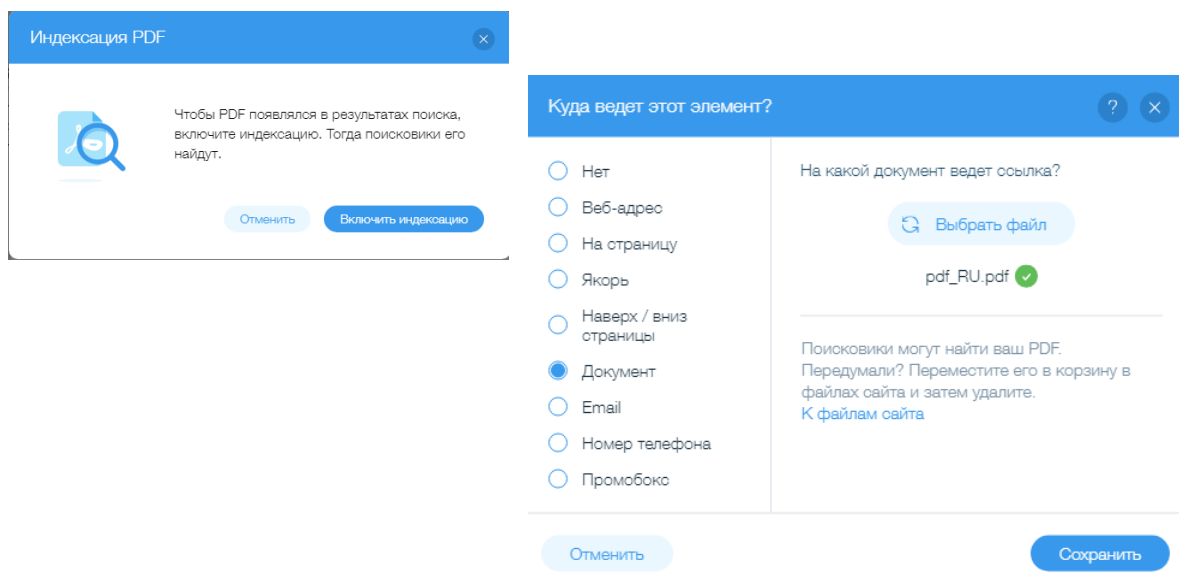 Индексация PDF
Чтобы PDF появлялся в результатах поиска,
включите индексацию. Тогда поисковики его
найдут.
Отменить
Включить индексацию
Куда ведет этот элемент?
?
Нет
Веб-адрес
На страницу
Якорь
Наверх / вниз
страницы
Документ
Email
Номер телефона
Промобокс
На какой документ ведет ссылка?
Выбрать файл
pdf_RU.pdf
Поисковики могут найти ваш PDF.
Передумали? Переместите его в корзину в
файлах сайта и затем удалите.
К файлам сайта
Отменить
Сохранить